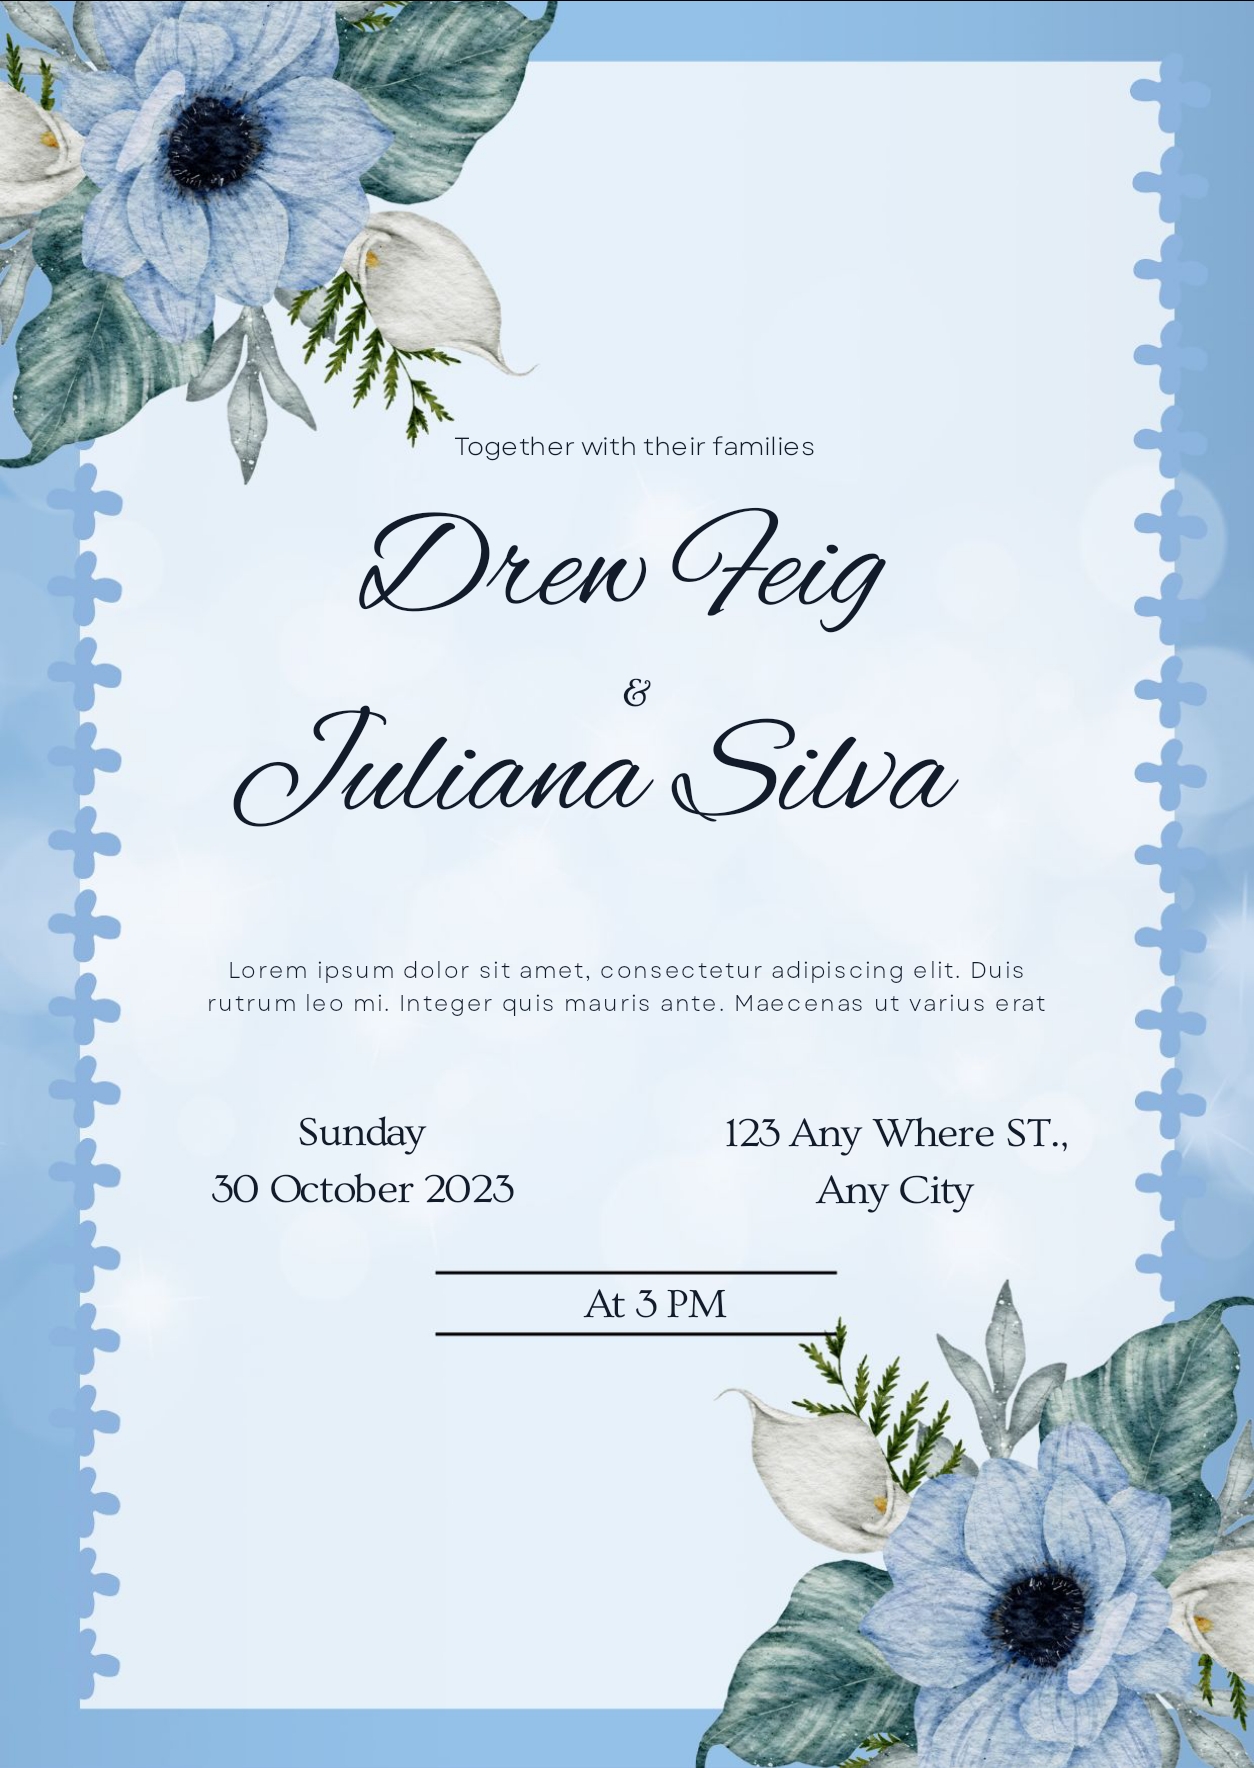 Together with their families
Drew Feig
&
Juliana Silva
Lorem ipsum dolor sit amet, consectetur adipiscing elit. Duis
rutrum leo mi. Integer quis mauris ante. Maecenas ut varius erat
Sunday
30 October 2023
123 Any Where ST.,
Any City
At 3 PM